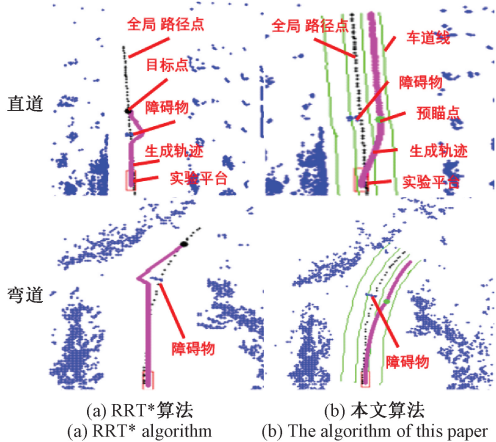 全局 路径点
目标点
障碍物
生成轨迹
实验平台
全局 路径点
车道线
障碍物
预瞄点
生成轨迹
实验平台
直道
障碍物
障碍物
弯道
(a) RRT*算法
(a) RRT* algorithm
(b) 本文算法
(b) The algorithm of this paper